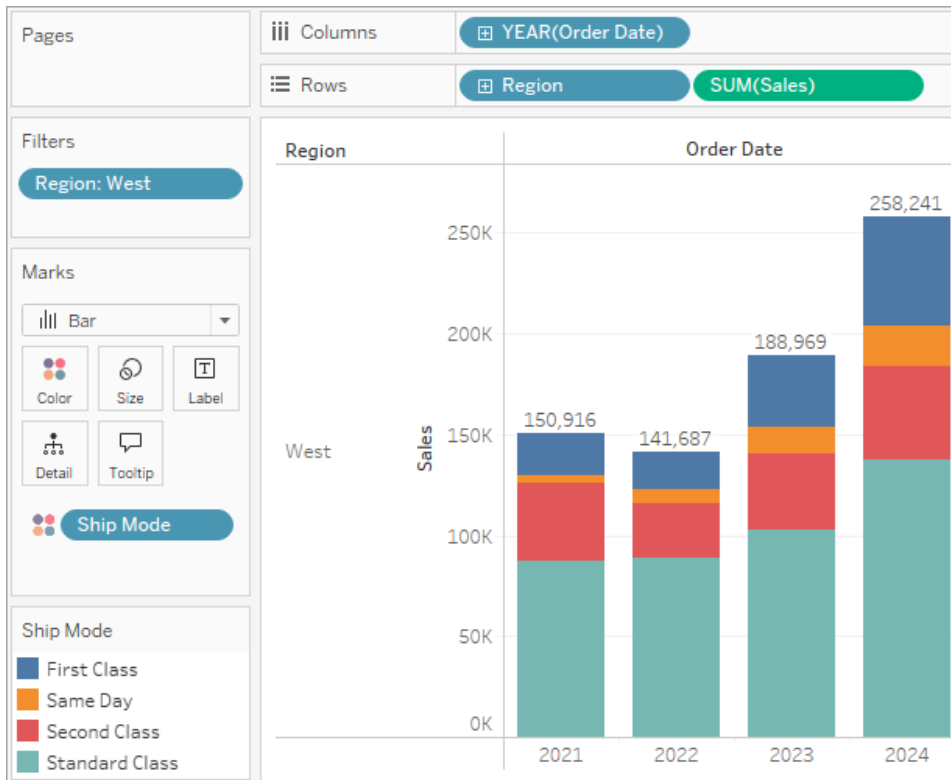 Pages
Columns
YEAR(Order Date)
Rows
Region
SUM(Sales)
Filters
Region: West
Marks
Bar
Color
Size
Label
Detail
Tooltip
Ship Mode
Ship Mode
First Class
Same Day
Second Class
Standard Class
Region
Order Date
West
Sales
250K
200K
150K
100K
50K
0K
150,916
141,687
188,969
258,241
2021
2022
2023
2024